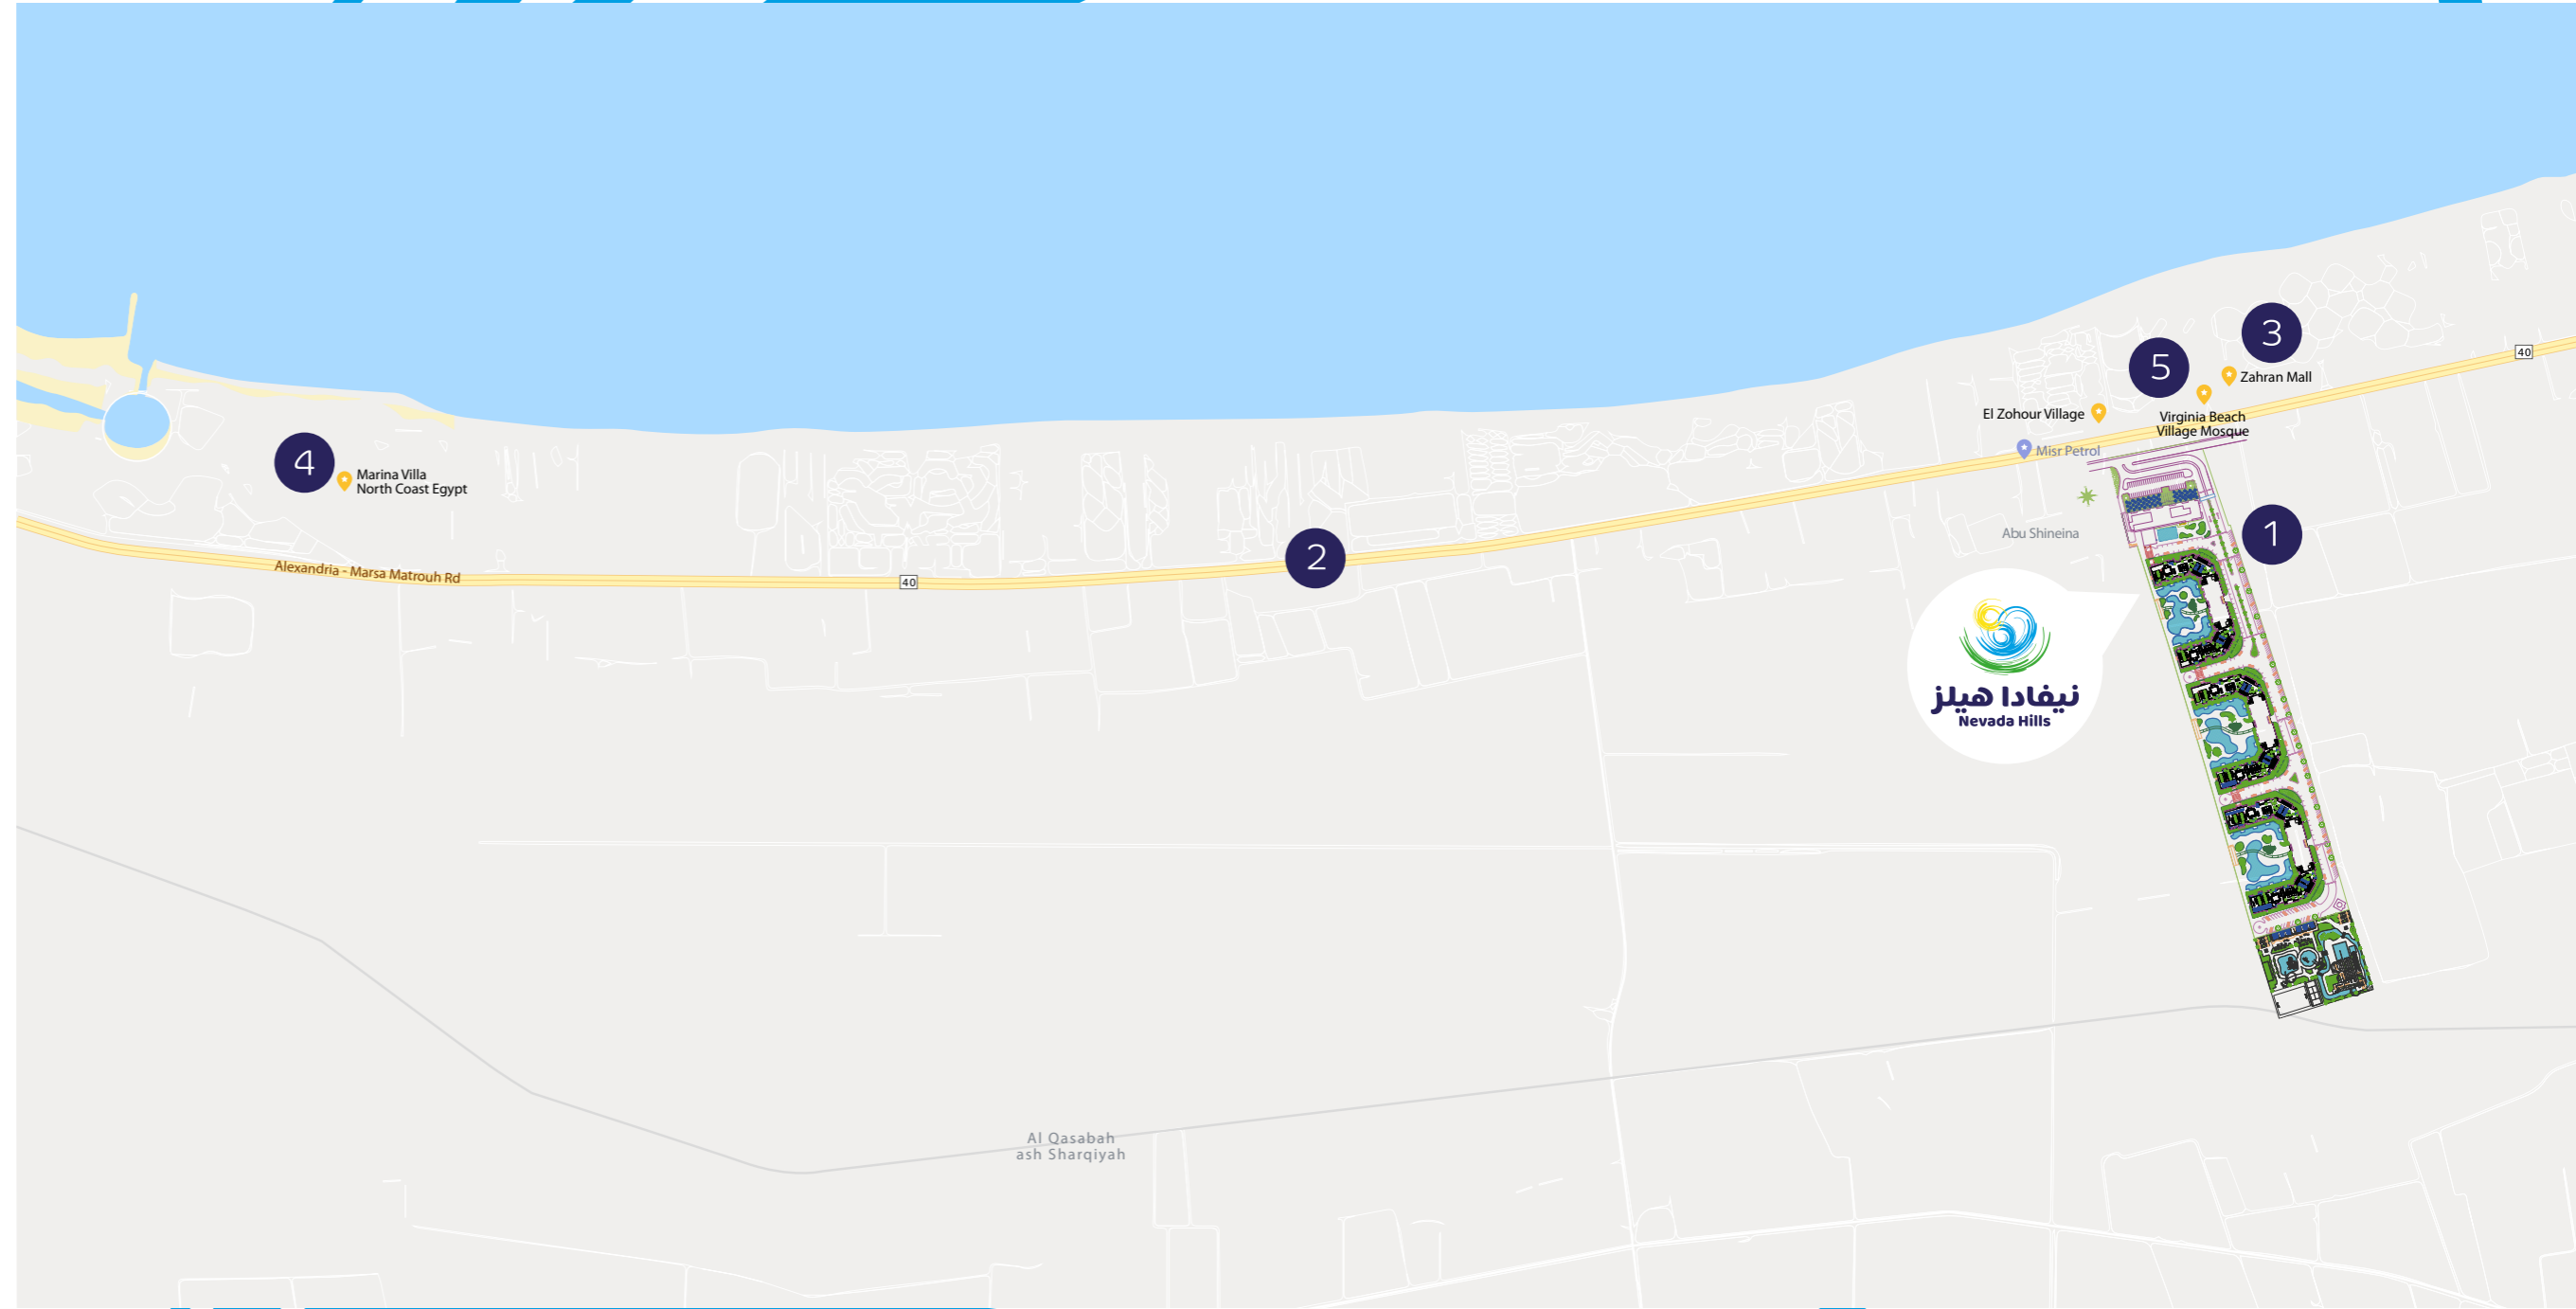 3
40
5
Zahran Mall
El Zohour Village
Virginia Beach
Village Mosque
Misr Petrol
4
Marina Villa
North Coast Egypt
1
Abu Shineina
2
Alexandria - Marsa Matrouh Rd
40
نيفادا هيلز
Nevada Hills
Al Qasabah
ash Sharqiyah